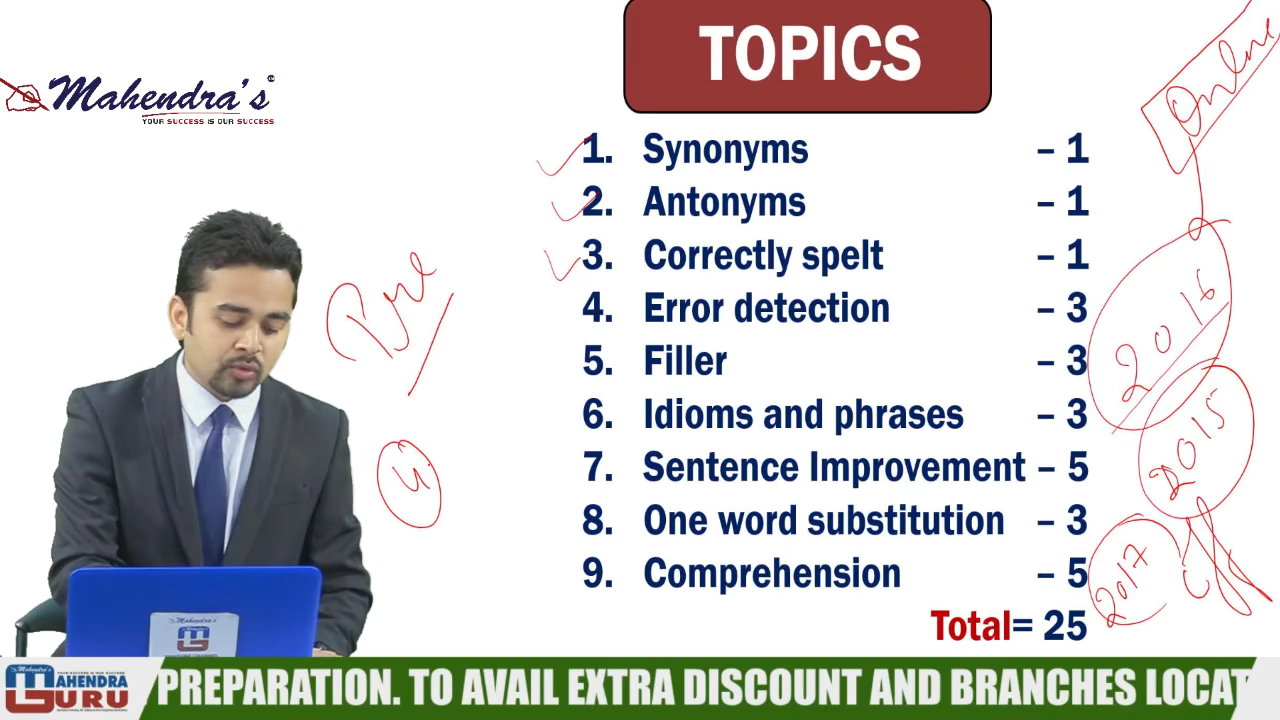 TOPICS
Mahendra's
YOUR SUCCESS IS OUR SUCCESS
1. Synonyms – 1
2. Antonyms – 1
3. Correctly spelt – 1
4. Error detection – 3
5. Filler – 3
6. Idioms and phrases – 3
7. Sentence Improvement – 5
8. One word substitution – 3
9. Comprehension – 5
Total= 25
Online
2016
2015
2017
Pre
Mahendra's
MAHENDRA
GURU
PREPARATION. TO AVAIL EXTRA DISCOUNT AND BRANCHES LOCAT